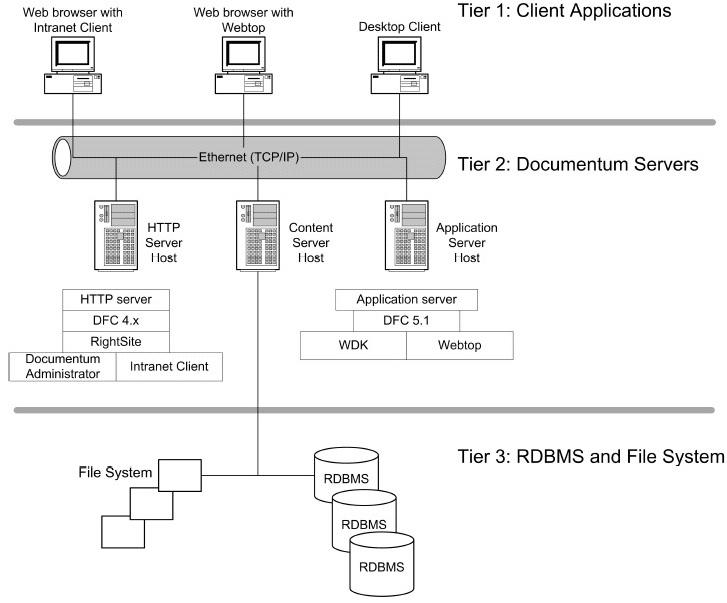 Web browser with
Intranet Client
Web browser with
Webtop
Desktop Client
Tier 1: Client Applications
Ethernet (TCP/IP)
Tier 2: Documentum Servers
HTTP
Server
Host
Content
Server
Host
Application
Server
Host
HTTP server
DFC 4.x
RightSite
Documentum
Administrator
Intranet Client
Application server
DFC 5.1
WDK
Webtop
Tier 3: RDBMS and File System
File System
RDBMS
RDBMS
RDBMS